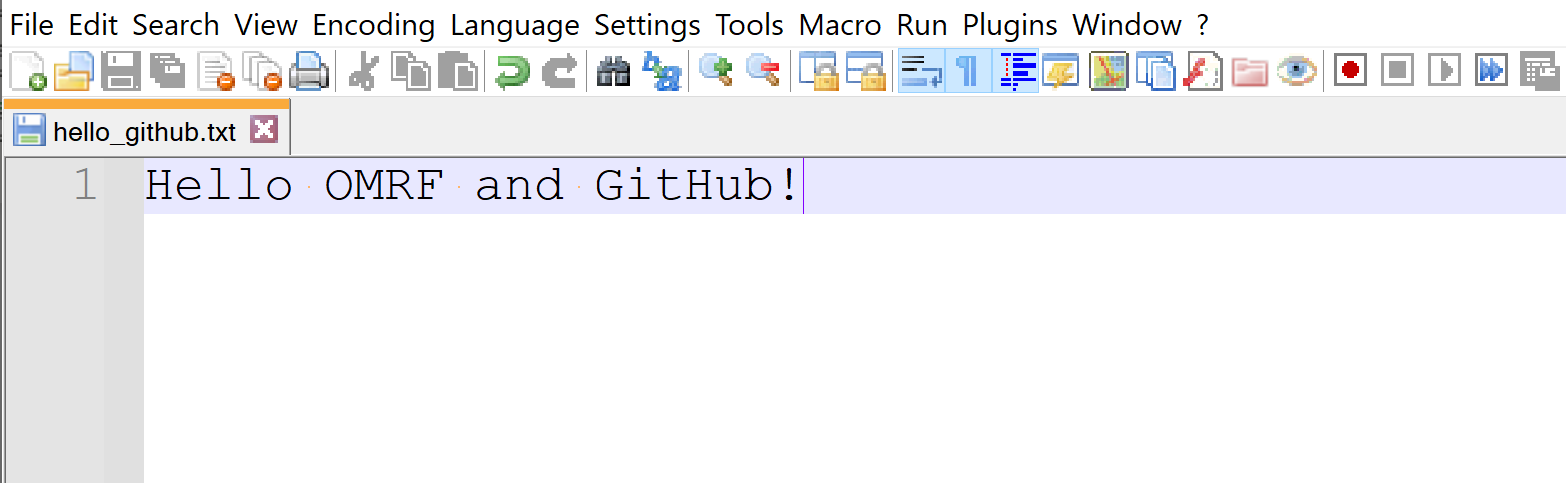 File Edit Search View Encoding Language Settings Tools Macro Run Plugins Window ?
hello_github.txt
1 Hello OMRF and GitHub!